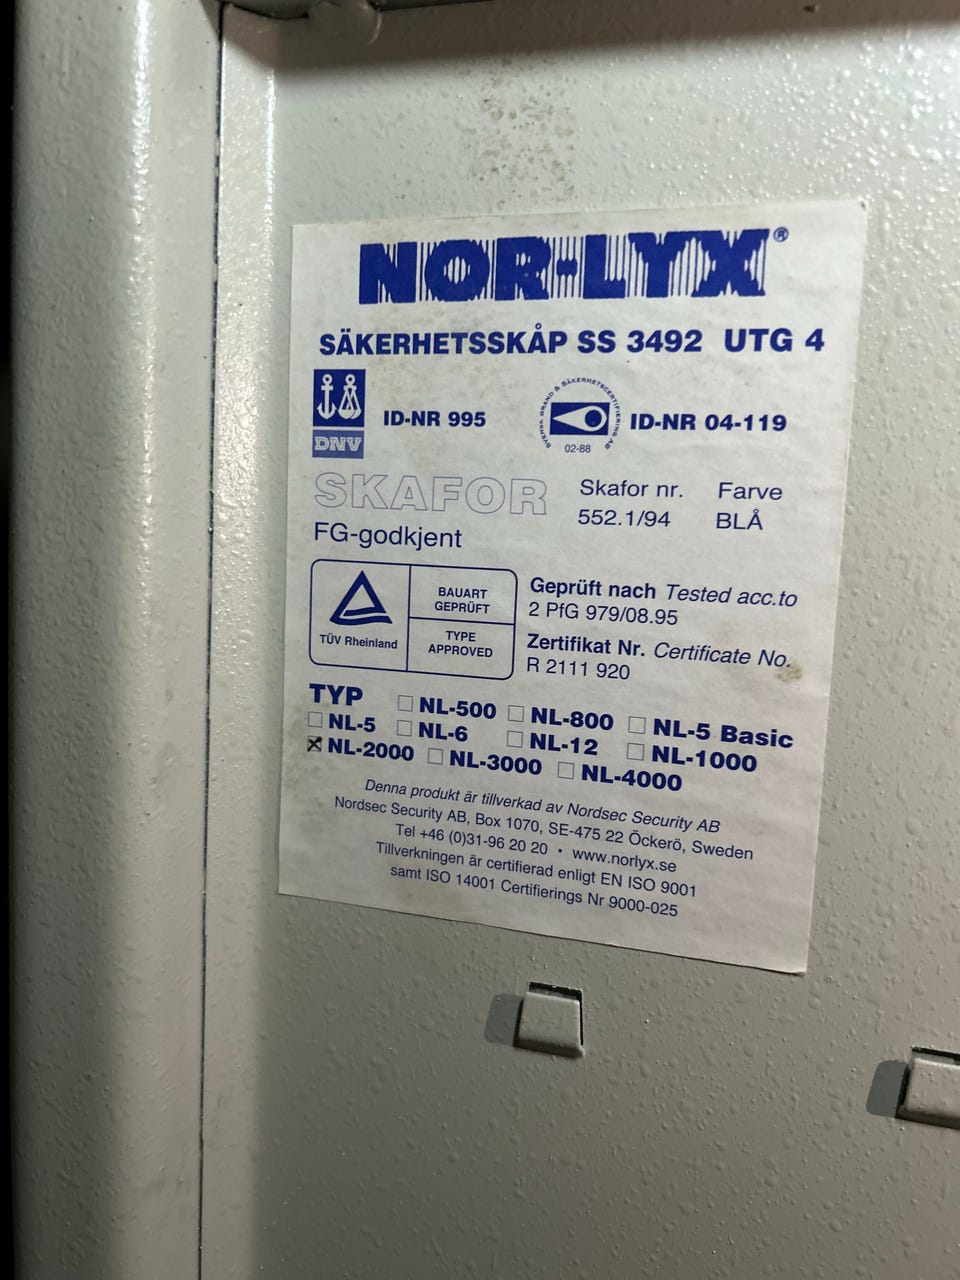 NOR-LYX®
SÄKERHETSSKÅP SS 3492 UTG 4
DNV
ID-NR 995
SVENSK BRAND & SÄKERHETSCERTIFIERING AB
02-88
ID-NR 04-119
SKAFOR
FG-godkjent
Skafor nr. Farve
552.1/94 BLÅ
TÜV Rheinland
BAUART
GEPRÜFT
TYPE
APPROVED
Geprüft nach Tested acc.to
2 PfG 979/08.95
Zertifikat Nr. Certificate No.
R 2111 920
TYP ☐ NL-500 ☐ NL-800 ☐ NL-5 Basic
☐ NL-5 ☐ NL-6 ☐ NL-12 ☐ NL-1000
☒ NL-2000 ☐ NL-3000 ☐ NL-4000
Denna produkt är tillverkad av Nordsec Security AB
Nordsec Security AB, Box 1070, SE-475 22 Öckerö, Sweden
Tel +46 (0)31-96 20 20 • www.norlyx.se
Tillverkningen är certifierad enligt EN ISO 9001
samt ISO 14001 Certifierings Nr 9000-025